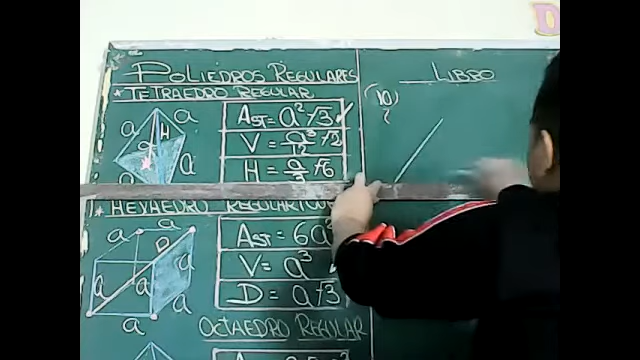 POLIEDROS REGULARES
* TETRAEDRO REGULAR
a
a
H
a
a
AST = a²√3
V = a³/12 √2
H = a/3 √6
* HEXAEDRO REGULAR
a
a
D
a
a
a
a
a
AST = 6a²
V = a³
D = a√3
OCTAEDRO REGULAR
LIBRO
10)
D